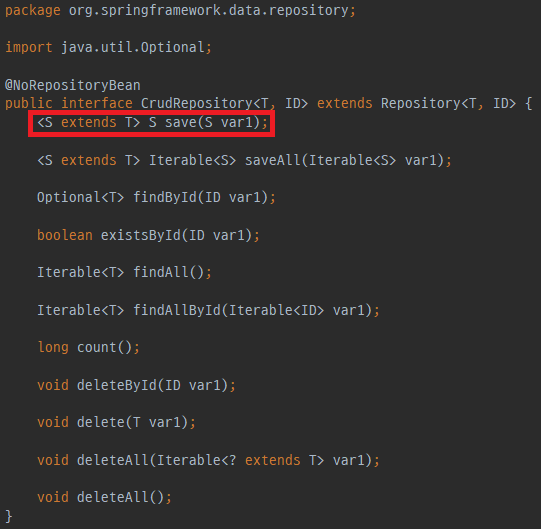 package org.springframework.data.repository;
import java.util.Optional;
@NoRepositoryBean
public interface CrudRepository<T, ID> extends Repository<T, ID> {
    <S extends T> S save(S var1);
    <S extends T> Iterable<S> saveAll(Iterable<S> var1);
    Optional<T> findById(ID var1);
    boolean existsById(ID var1);
    Iterable<T> findAll();
    Iterable<T> findAllById(Iterable<ID> var1);
    long count();
    void deleteById(ID var1);
    void delete(T var1);
    void deleteAll(Iterable<? extends T> var1);
    void deleteAll();
}